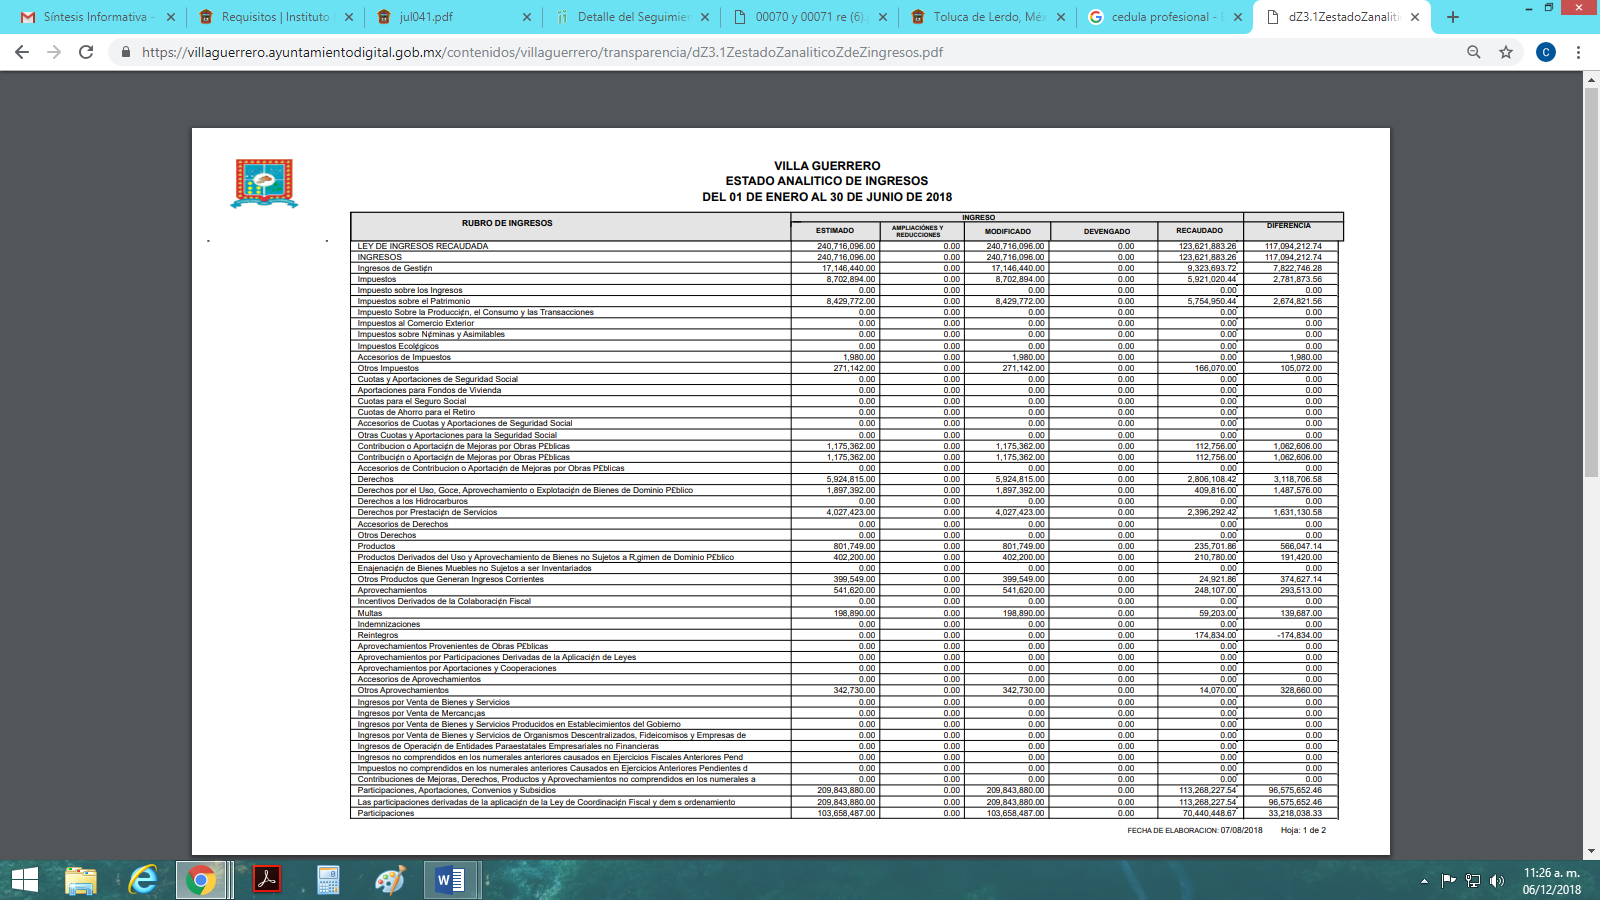 Síntesis Informativa -
Requisitos | Instituto
jul041.pdf
Detalle del Seguimien
00070 y 00071 re (6).
Toluca de Lerdo, Méx
cedula profesional -
dZ3.1ZestadoZanaliti
https://villaguerrero.ayuntamientodigital.gob.mx/contenidos/villaguerrero/transparencia/dZ3.1ZestadoZanaliticoZdeZingresos.pdf
C
VILLA GUERRERO
ESTADO ANALITICO DE INGRESOS
DEL 01 DE ENERO AL 30 DE JUNIO DE 2018
RUBRO DE INGRESOS INGRESO DIFERENCIA
ESTIMADO AMPLIACIÓNES Y REDUCCIONES MODIFICADO DEVENGADO RECAUDADO
LEY DE INGRESOS RECAUDADA 240,716,096.00 0.00 240,716,096.00 0.00 123,621,883.26 117,094,212.74
INGRESOS 240,716,096.00 0.00 240,716,096.00 0.00 123,621,883.26 117,094,212.74
Ingresos de Gesti¢n 17,146,440.00 0.00 17,146,440.00 0.00 9,323,693.72 7,822,746.28
Impuestos 8,702,894.00 0.00 8,702,894.00 0.00 5,921,020.44 2,781,873.56
Impuesto sobre los Ingresos 0.00 0.00 0.00 0.00 0.00 0.00
Impuestos sobre el Patrimonio 8,429,772.00 0.00 8,429,772.00 0.00 5,754,950.44 2,674,821.56
Impuesto Sobre la Producci¢n, el Consumo y las Transacciones 0.00 0.00 0.00 0.00 0.00 0.00
Impuestos al Comercio Exterior 0.00 0.00 0.00 0.00 0.00 0.00
Impuestos sobre N¢minas y Asimilables 0.00 0.00 0.00 0.00 0.00 0.00
Impuestos Ecol¢gicos 0.00 0.00 0.00 0.00 0.00 0.00
Accesorios de Impuestos 1,980.00 0.00 1,980.00 0.00 0.00 1,980.00
Otros Impuestos 271,142.00 0.00 271,142.00 0.00 166,070.00 105,072.00
Cuotas y Aportaciones de Seguridad Social 0.00 0.00 0.00 0.00 0.00 0.00
Aportaciones para Fondos de Vivienda 0.00 0.00 0.00 0.00 0.00 0.00
Cuotas para el Seguro Social 0.00 0.00 0.00 0.00 0.00 0.00
Cuotas de Ahorro para el Retiro 0.00 0.00 0.00 0.00 0.00 0.00
Accesorios de Cuotas y Aportaciones de Seguridad Social 0.00 0.00 0.00 0.00 0.00 0.00
Otras Cuotas y Aportaciones para la Seguridad Social 0.00 0.00 0.00 0.00 0.00 0.00
Contribucion o Aportaci¢n de Mejoras por Obras P£blicas 1,175,362.00 0.00 1,175,362.00 0.00 112,756.00 1,062,606.00
Contribuci¢n o Aportaci¢n de Mejoras por Obras P£blicas 1,175,362.00 0.00 1,175,362.00 0.00 112,756.00 1,062,606.00
Accesorios de Contribucion o Aportaci¢n de Mejoras por Obras P£blicas 0.00 0.00 0.00 0.00 0.00 0.00
Derechos 5,924,815.00 0.00 5,924,815.00 0.00 2,806,108.42 3,118,706.58
Derechos por el Uso, Goce, Aprovechamiento o Explotaci¢n de Bienes de Dominio P£blico 1,897,392.00 0.00 1,897,392.00 0.00 409,816.00 1,487,576.00
Derechos a los Hidrocarburos 0.00 0.00 0.00 0.00 0.00 0.00
Derechos por Prestaci¢n de Servicios 4,027,423.00 0.00 4,027,423.00 0.00 2,396,292.42 1,631,130.58
Accesorios de Derechos 0.00 0.00 0.00 0.00 0.00 0.00
Otros Derechos 0.00 0.00 0.00 0.00 0.00 0.00
Productos 801,749.00 0.00 801,749.00 0.00 235,701.86 566,047.14
Productos Derivados del Uso y Aprovechamiento de Bienes no Sujetos a R‚gimen de Dominio P£blico 402,200.00 0.00 402,200.00 0.00 210,780.00 191,420.00
Enajenaci¢n de Bienes Muebles no Sujetos a ser Inventariados 0.00 0.00 0.00 0.00 0.00 0.00
Otros Productos que Generan Ingresos Corrientes 399,549.00 0.00 399,549.00 0.00 24,921.86 374,627.14
Aprovechamientos 541,620.00 0.00 541,620.00 0.00 248,107.00 293,513.00
Incentivos Derivados de la Colaboraci¢n Fiscal 0.00 0.00 0.00 0.00 0.00 0.00
Multas 198,890.00 0.00 198,890.00 0.00 59,203.00 139,687.00
Indemnizaciones 0.00 0.00 0.00 0.00 0.00 0.00
Reintegros 0.00 0.00 0.00 0.00 174,834.00 -174,834.00
Aprovechamientos Provenientes de Obras P£blicas 0.00 0.00 0.00 0.00 0.00 0.00
Aprovechamientos por Participaciones Derivadas de la Aplicaci¢n de Leyes 0.00 0.00 0.00 0.00 0.00 0.00
Aprovechamientos por Aportaciones y Cooperaciones 0.00 0.00 0.00 0.00 0.00 0.00
Accesorios de Aprovechamientos 0.00 0.00 0.00 0.00 0.00 0.00
Otros Aprovechamientos 342,730.00 0.00 342,730.00 0.00 14,070.00 328,660.00
Ingresos por Venta de Bienes y Servicios 0.00 0.00 0.00 0.00 0.00 0.00
Ingresos por Venta de Mercanc¡as 0.00 0.00 0.00 0.00 0.00 0.00
Ingresos por Venta de Bienes y Servicios Producidos en Establecimientos del Gobierno 0.00 0.00 0.00 0.00 0.00 0.00
Ingresos por Venta de Bienes y Servicios de Organismos Descentralizados, Fideicomisos y Empresas de 0.00 0.00 0.00 0.00 0.00 0.00
Ingresos de Operaci¢n de Entidades Paraestatales Empresariales no Financieras 0.00 0.00 0.00 0.00 0.00 0.00
Ingresos no comprendidos en los numerales anteriores causados en Ejercicios Fiscales Anteriores Pend 0.00 0.00 0.00 0.00 0.00 0.00
Impuestos no comprendidos en los numerales anteriores Causados en Ejercicios Anteriores Pendientes d 0.00 0.00 0.00 0.00 0.00 0.00
Contribuciones de Mejoras, Derechos, Productos y Aprovechamientos no comprendidos en los numerales a 0.00 0.00 0.00 0.00 0.00 0.00
Participaciones, Aportaciones, Convenios y Subsidios 209,843,880.00 0.00 209,843,880.00 0.00 113,268,227.54 96,575,652.46
Las participaciones derivadas de la aplicaci¢n de la Ley de Coordinaci¢n Fiscal y dem s ordenamiento 209,843,880.00 0.00 209,843,880.00 0.00 113,268,227.54 96,575,652.46
Participaciones 103,658,487.00 0.00 103,658,487.00 0.00 70,440,448.67 33,218,038.33
FECHA DE ELABORACION: 07/08/2018 Hoja: 1 de 2
11:26 a. m.
06/12/2018